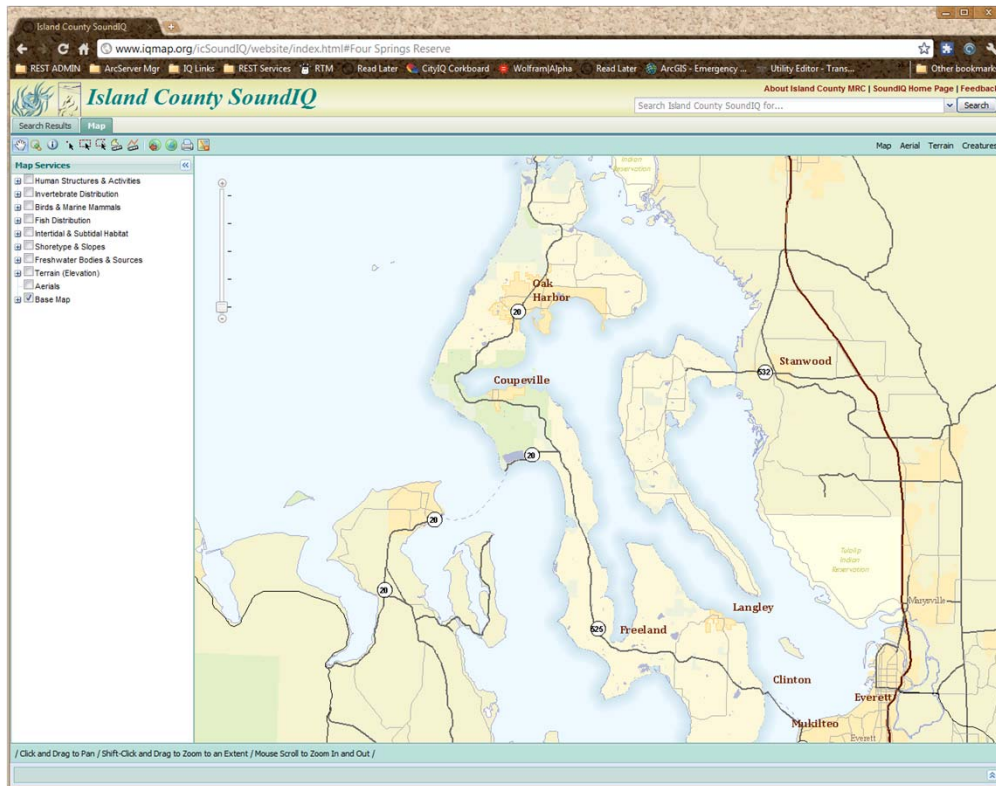 Island County SoundIQ
www.iqmap.org/icSoundIQ/website/index.html#Four Springs Reserve
REST ADMIN ArcServer Mgr IQ Links REST Services RTM Read Later CityIQ Corkboard Wolfram|Alpha Read Later ArcGIS - Emergency ... Utility Editor - Trans... Other bookmarks
About Island County MRC | SoundIQ Home Page | Feedback
Island County SoundIQ
Search Island County SoundIQ for... Search
Search Results Map
Map Aerial Terrain Creatures
Map Services
Human Structures & Activities
Invertebrate Distribution
Birds & Marine Mammals
Fish Distribution
Intertidal & Subtidal Habitat
Shoretype & Slopes
Freshwater Bodies & Sources
Terrain (Elevation)
Aerials
Base Map
Indian
Reservation
Oak
Harbor
20
Stanwood
532
Coupeville
20
20
Tulalip
Indian
Reservation
20
Marysville
Langley
525
Freeland
Clinton
Everett
Mukilteo
Everett
/ Click and Drag to Pan / Shift-Click and Drag to Zoom to an Extent / Mouse Scroll to Zoom In and Out /